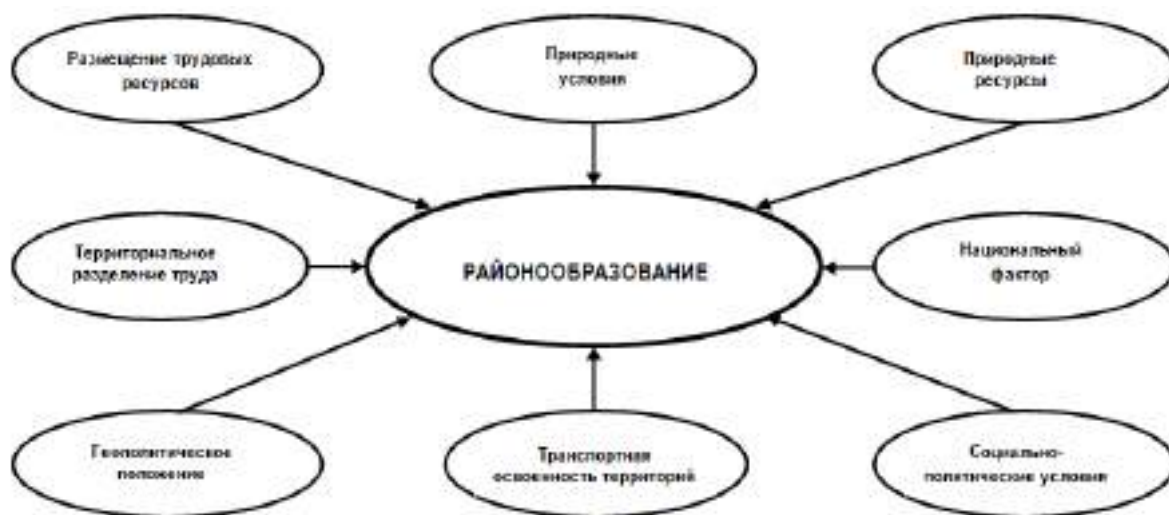 Размещение трудовых
ресурсов
Природные
условия
Природные
ресурсы
Территориальное
разделение труда
РАЙОНООБРАЗОВАНИЕ
Национальный
фактор
Геополитическое
положение
Транспортная
освоенность территорий
Социально-
политические условия